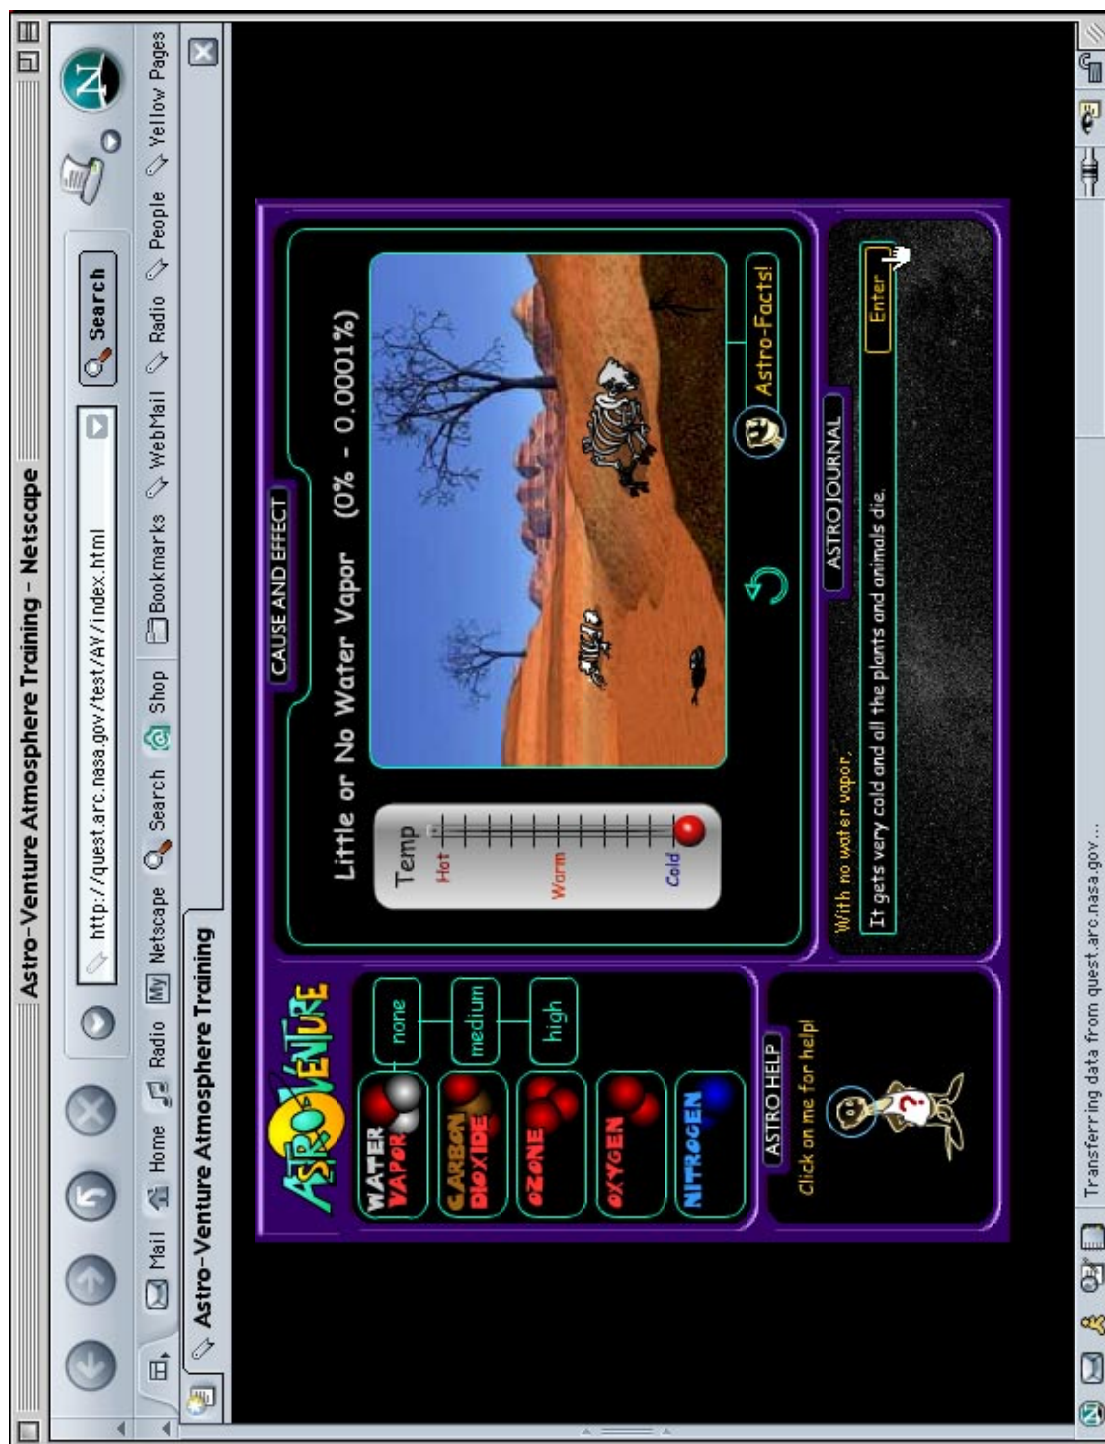 Astro-Venture Atmosphere Training - Netscape
http://quest.arc.nasa.gov/test/AV/index.html
Search
N
Mail
Home
Radio
My Netscape
Search
Shop
Bookmarks
WebMail
Radio
People
Yellow Pages
Astro-Venture Atmosphere Training
ASTRO-VENTURE
WATER VAPOR
none
CARBON DIOXIDE
medium
OZONE
high
OXYGEN
NITROGEN
CAUSE AND EFFECT
Little or No Water Vapor (0% - 0.0001%)
Temp
Hot
Warm
Cold
Astro-Facts!
ASTRO HELP
Click on me for help!
?
ASTRO JOURNAL
With no water vapor,
It gets very cold and all the plants and animals die.
Enter
Transferring data from quest.arc.nasa.gov...